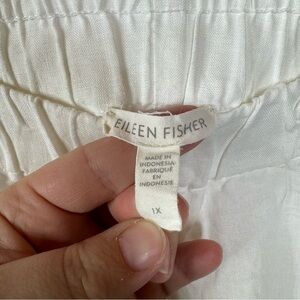 EILEEN FISHER
MADE IN
INDONESIA
FABRIQUÉ
EN
INDONESIE
1X